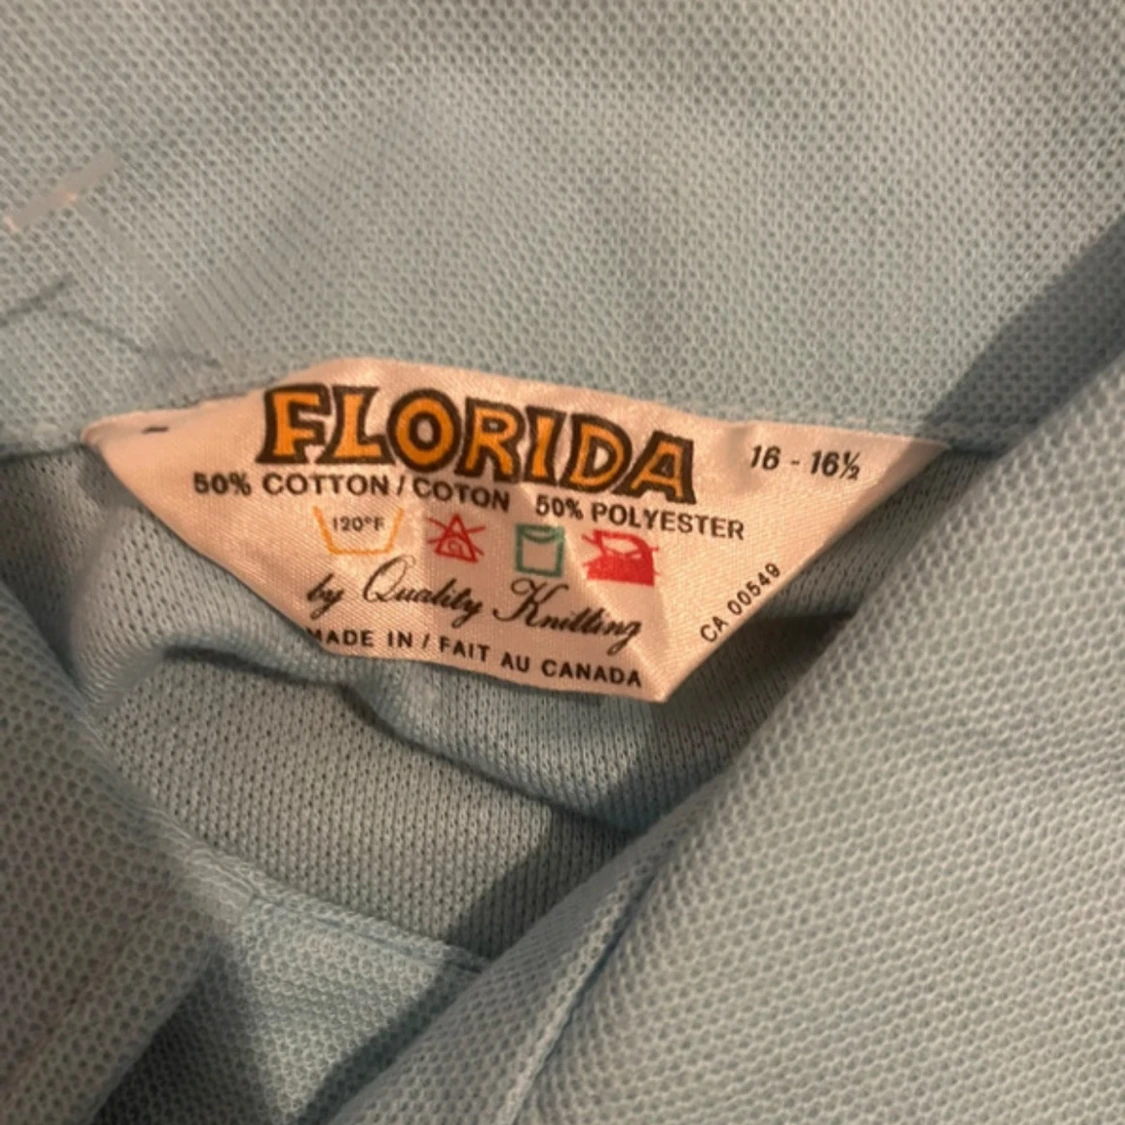 FLORIDA
16 - 16½
50% COTTON / COTON 50% POLYESTER
120°F
by Quality Knitting
CA 00549
MADE IN / FAIT AU CANADA